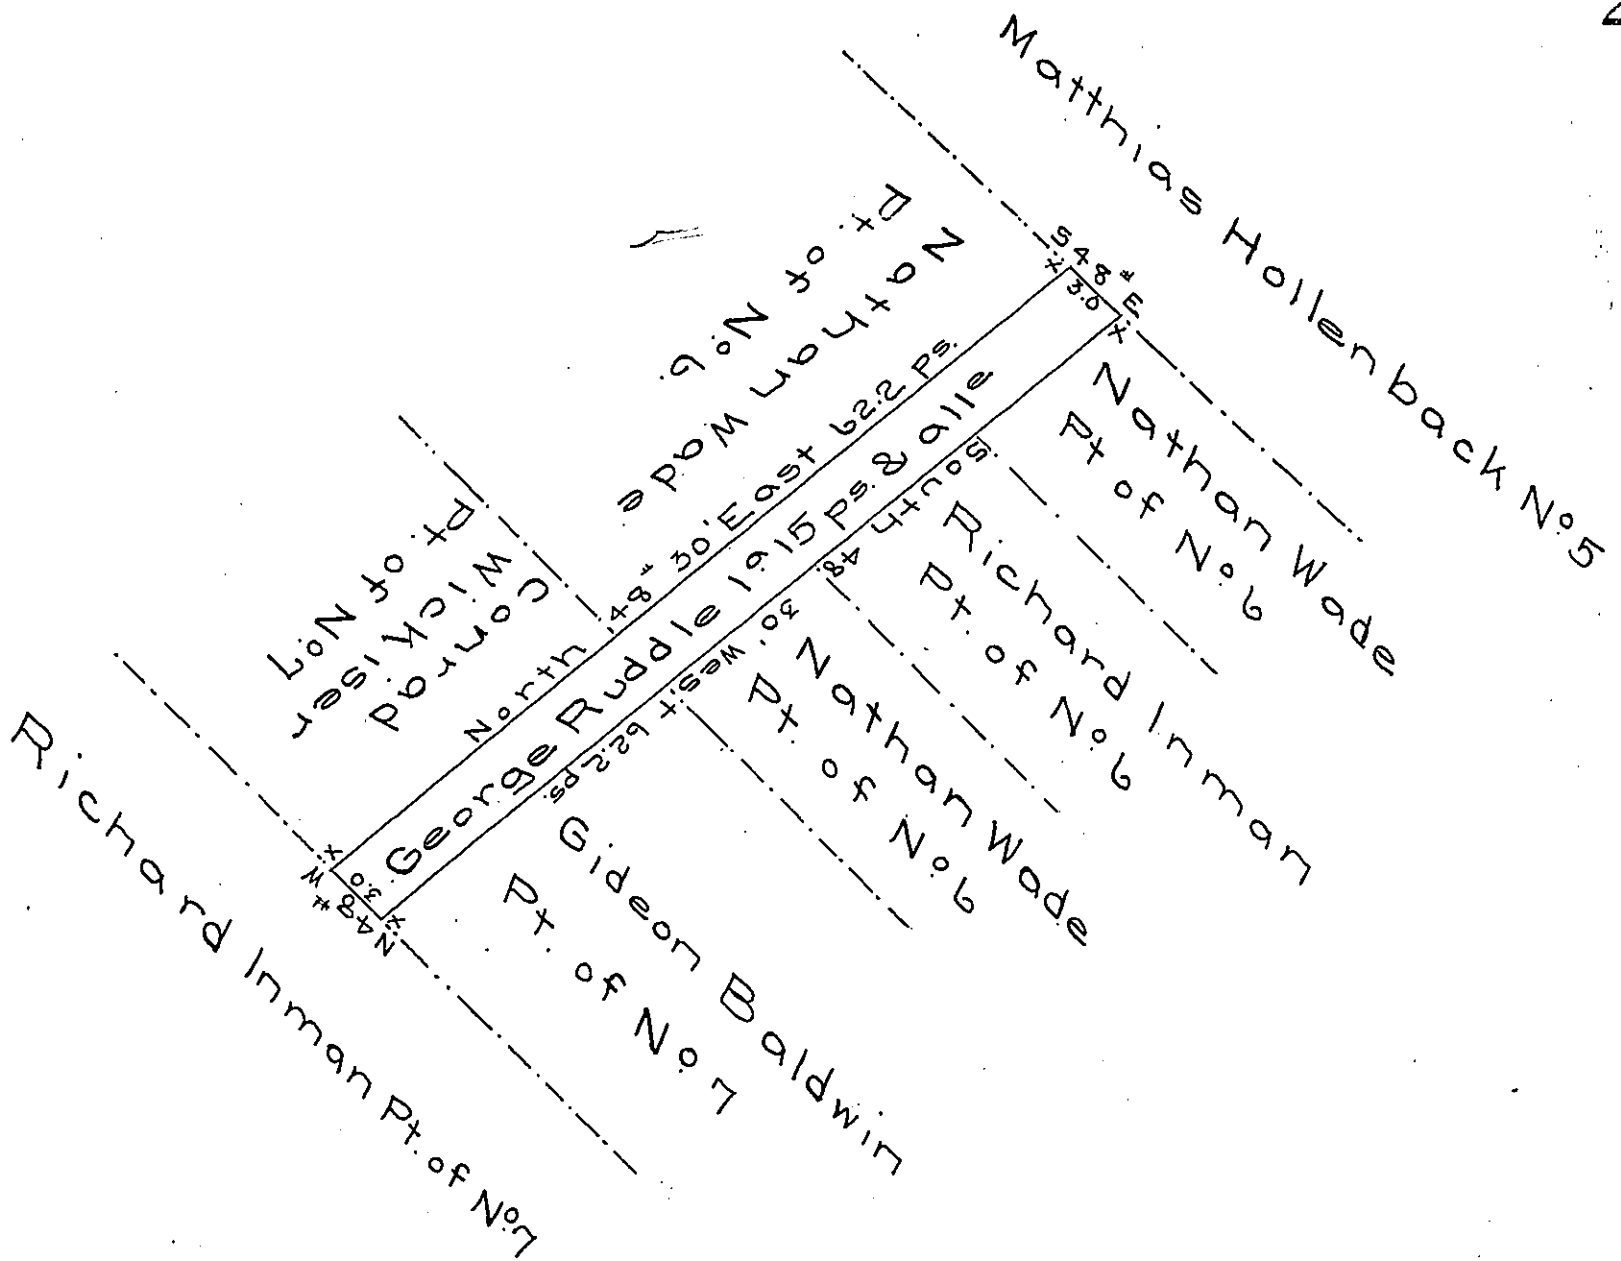 Matthias Hollenback No. 5
S 48 E
3.0
Nathan Wade
Pt. of No. 6
North 48 30' East 62.2 Ps.
George Ruddle 1915 Ps. & alle
South 48. 30' West 62.2 Ps.
Nathan Wade
Pt of No. 6
Richard Inman
Pt. of No. 6
Nathan Wade
Pt. of No. 6
Conrad
Wickiser
Pt. of No. 7
Gideon Baldwin
Pt. of No. 7
N 48 W
3.0
Richard Inman Pt. of No. 7